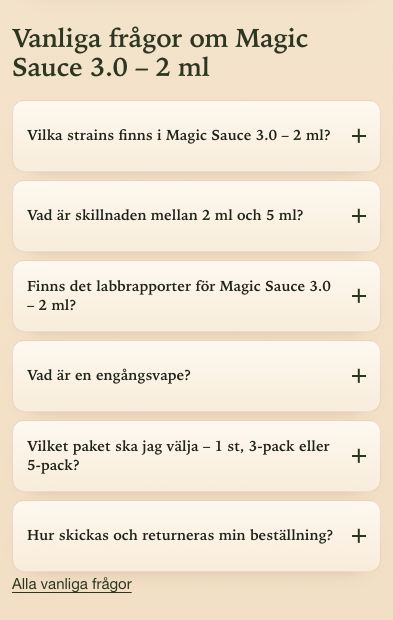 Vanliga frågor om Magic
Sauce 3.0 – 2 ml
Vilka strains finns i Magic Sauce 3.0 – 2 ml?
Vad är skillnaden mellan 2 ml och 5 ml?
Finns det labbrapporter för Magic Sauce 3.0
– 2 ml?
Vad är en engångsvape?
Vilket paket ska jag välja – 1 st, 3-pack eller
5-pack?
Hur skickas och returneras min beställning?
Alla vanliga frågor